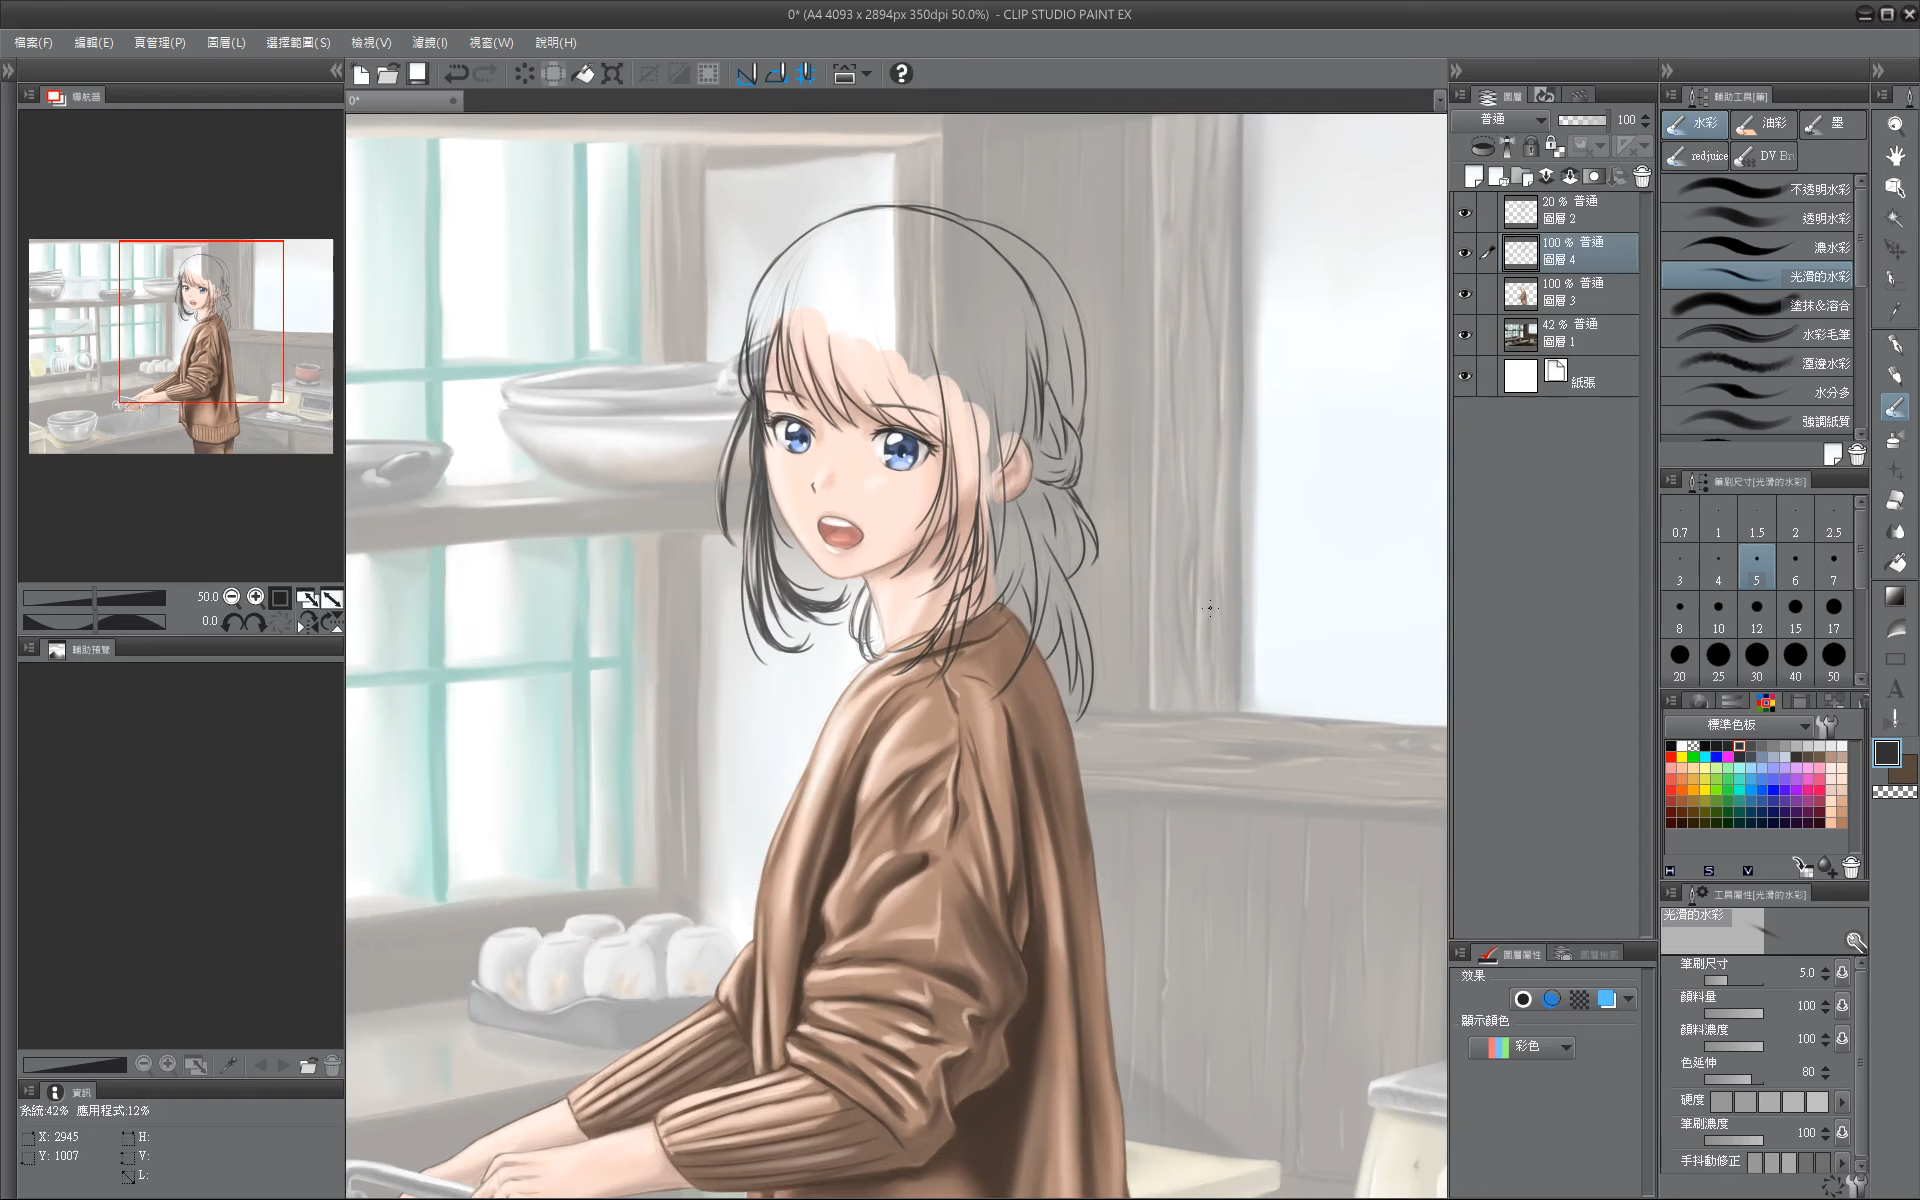 0* (A4 4093 x 2894px 350dpi 50.0%)  - CLIP STUDIO PAINT EX
檔案(F) 編輯(E) 頁管理(P) 圖層(L) 選擇範圍(S) 檢視(V) 濾鏡(I) 視窗(W) 說明(H)
導航器
0*
50.0
0.0
輔助預覽
資訊
系統:42% 應用程式:12%
X: 2945 H:
Y: 1007 V:
L:
圖層
普通 100
20 % 普通
圖層 2
100 % 普通
圖層 4
100 % 普通
圖層 3
42 % 普通
圖層 1
紙張
圖層屬性 圖層檢索
效果
顯示顏色
彩色
輔助工具[筆]
水彩 油彩 墨
redjuice DV Br
不透明水彩
透明水彩
濃水彩
光滑的水彩
塗抹&溶合
水彩毛筆
溼邊水彩
水分多
強調紙質
筆刷尺寸[光滑的水彩]
0.7 1 1.5 2 2.5
3 4 5 6 7
8 10 12 15 17
20 25 30 40 50
標準色板
H S V
工具屬性[光滑的水彩]
光滑的水彩
筆刷尺寸 5.0
顏料量 100
顏料濃度 100
色延伸 80
硬度
筆刷濃度 100
手抖動修正